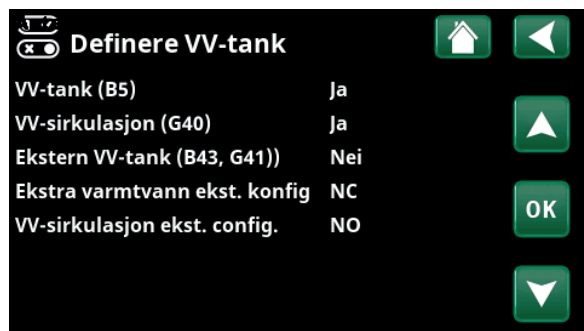 Definere VV-tank
VV-tank (B5) Ja
VV-sirkulasjon (G40) Ja
Ekstern VV-tank (B43, G41)) Nei
Ekstra varmtvann ekst. konfig NC
VV-sirkulasjon ekst. config. NO
OK